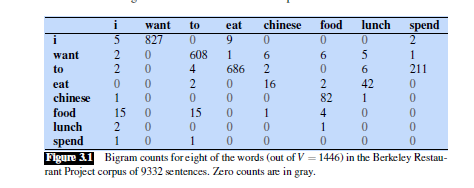 i want to eat chinese food lunch spend
i 5 827 0 9 0 0 0 2
want 2 0 608 1 6 6 5 1
to 2 0 4 686 2 0 6 211
eat 0 0 2 0 16 2 42 0
chinese 1 0 0 0 0 82 1 0
food 15 0 15 0 1 4 0 0
lunch 2 0 0 0 0 1 0 0
spend 1 0 1 0 0 0 0 0
Figure 3.1 Bigram counts for eight of the words (out of V = 1446) in the Berkeley Restau-
rant Project corpus of 9332 sentences. Zero counts are in gray.